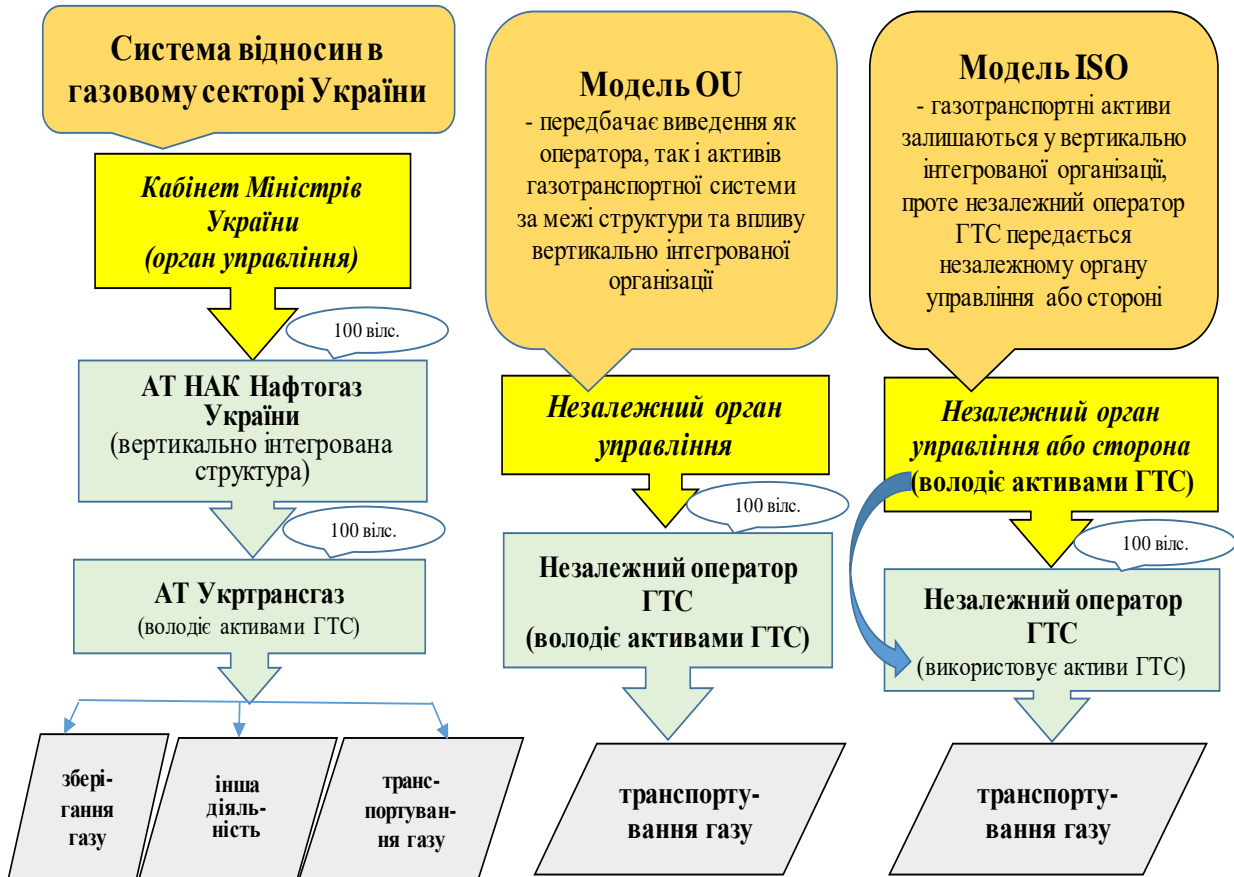 Система відносин в
газовому секторі України
Кабінет Міністрів
України
(орган управління)
100 вілс.
АТ НАК Нафтогаз
України
(вертикально інтегрована
структура)
100 вілс.
АТ Укртрансгаз
(володіє активами ГТС)
збері-
гання
газу
інша
діяль-
ність
транс-
портуван-
ня газу
Модель OU
- передбачає виведення як
оператора, так і активів
газотранспортної системи
за межі структури та впливу
вертикально інтегрованої
організації
Незалежний орган
управління
100 вілс.
Незалежний оператор
ГТС
(володіє активами ГТС)
транспорту-
вання газу
Модель ISO
- газотранспортні активи
залишаються у вертикально
інтегрованої організації,
проте незалежний оператор
ГТС передається
незалежному органу
управління або стороні
Незалежний орган
управління або сторона
(володіє активами ГТС)
100 вілс.
Незалежний оператор
ГТС
(використовує активи ГТС)
транспорту-
вання газу